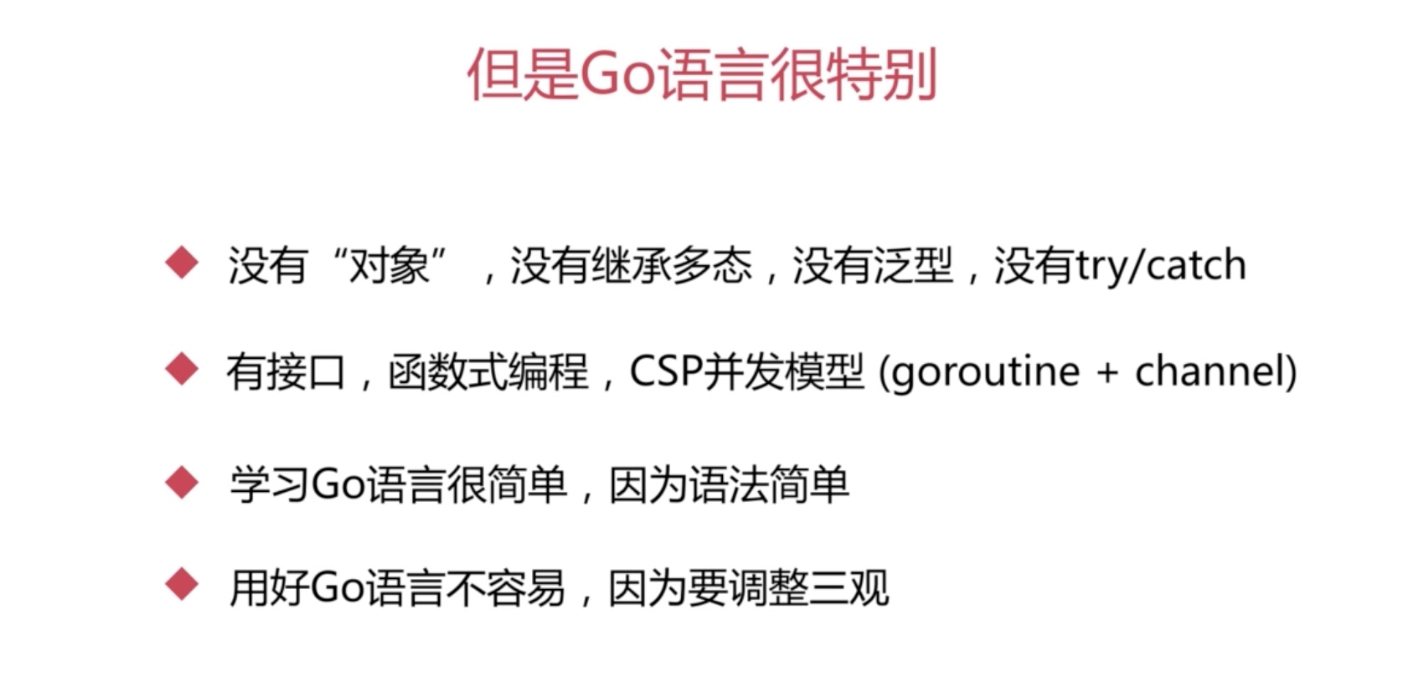 但是Go语言很特别
没有“对象”，没有继承多态，没有泛型，没有try/catch
有接口，函数式编程，CSP并发模型 (goroutine + channel)
学习Go语言很简单，因为语法简单
用好Go语言不容易，因为要调整三观